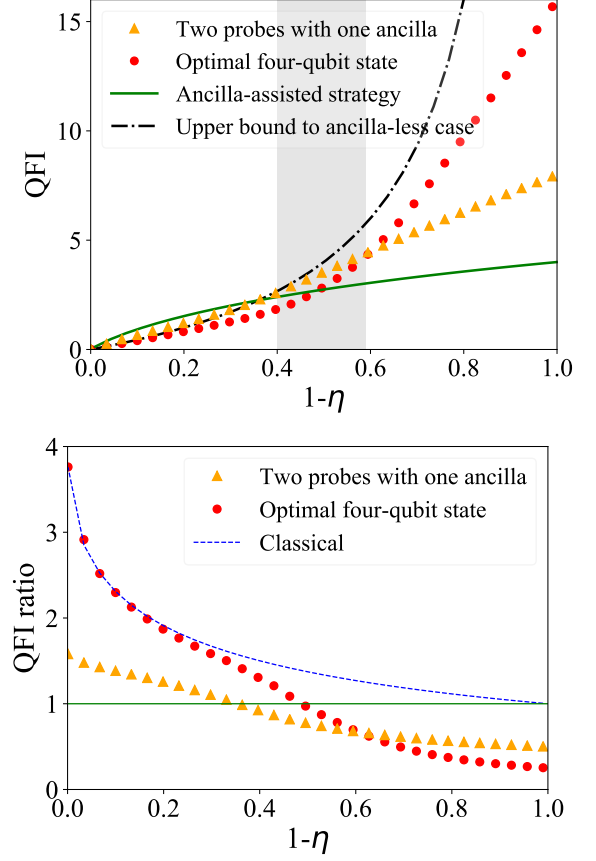 QFI
15
10
5
0
Two probes with one ancilla
Optimal four-qubit state
Ancilla-assisted strategy
Upper bound to ancilla-less case
0.0 0.2 0.4 0.6 0.8 1.0
1-η
QFI ratio
4
3
2
1
0
Two probes with one ancilla
Optimal four-qubit state
Classical
0.0 0.2 0.4 0.6 0.8 1.0
1-η